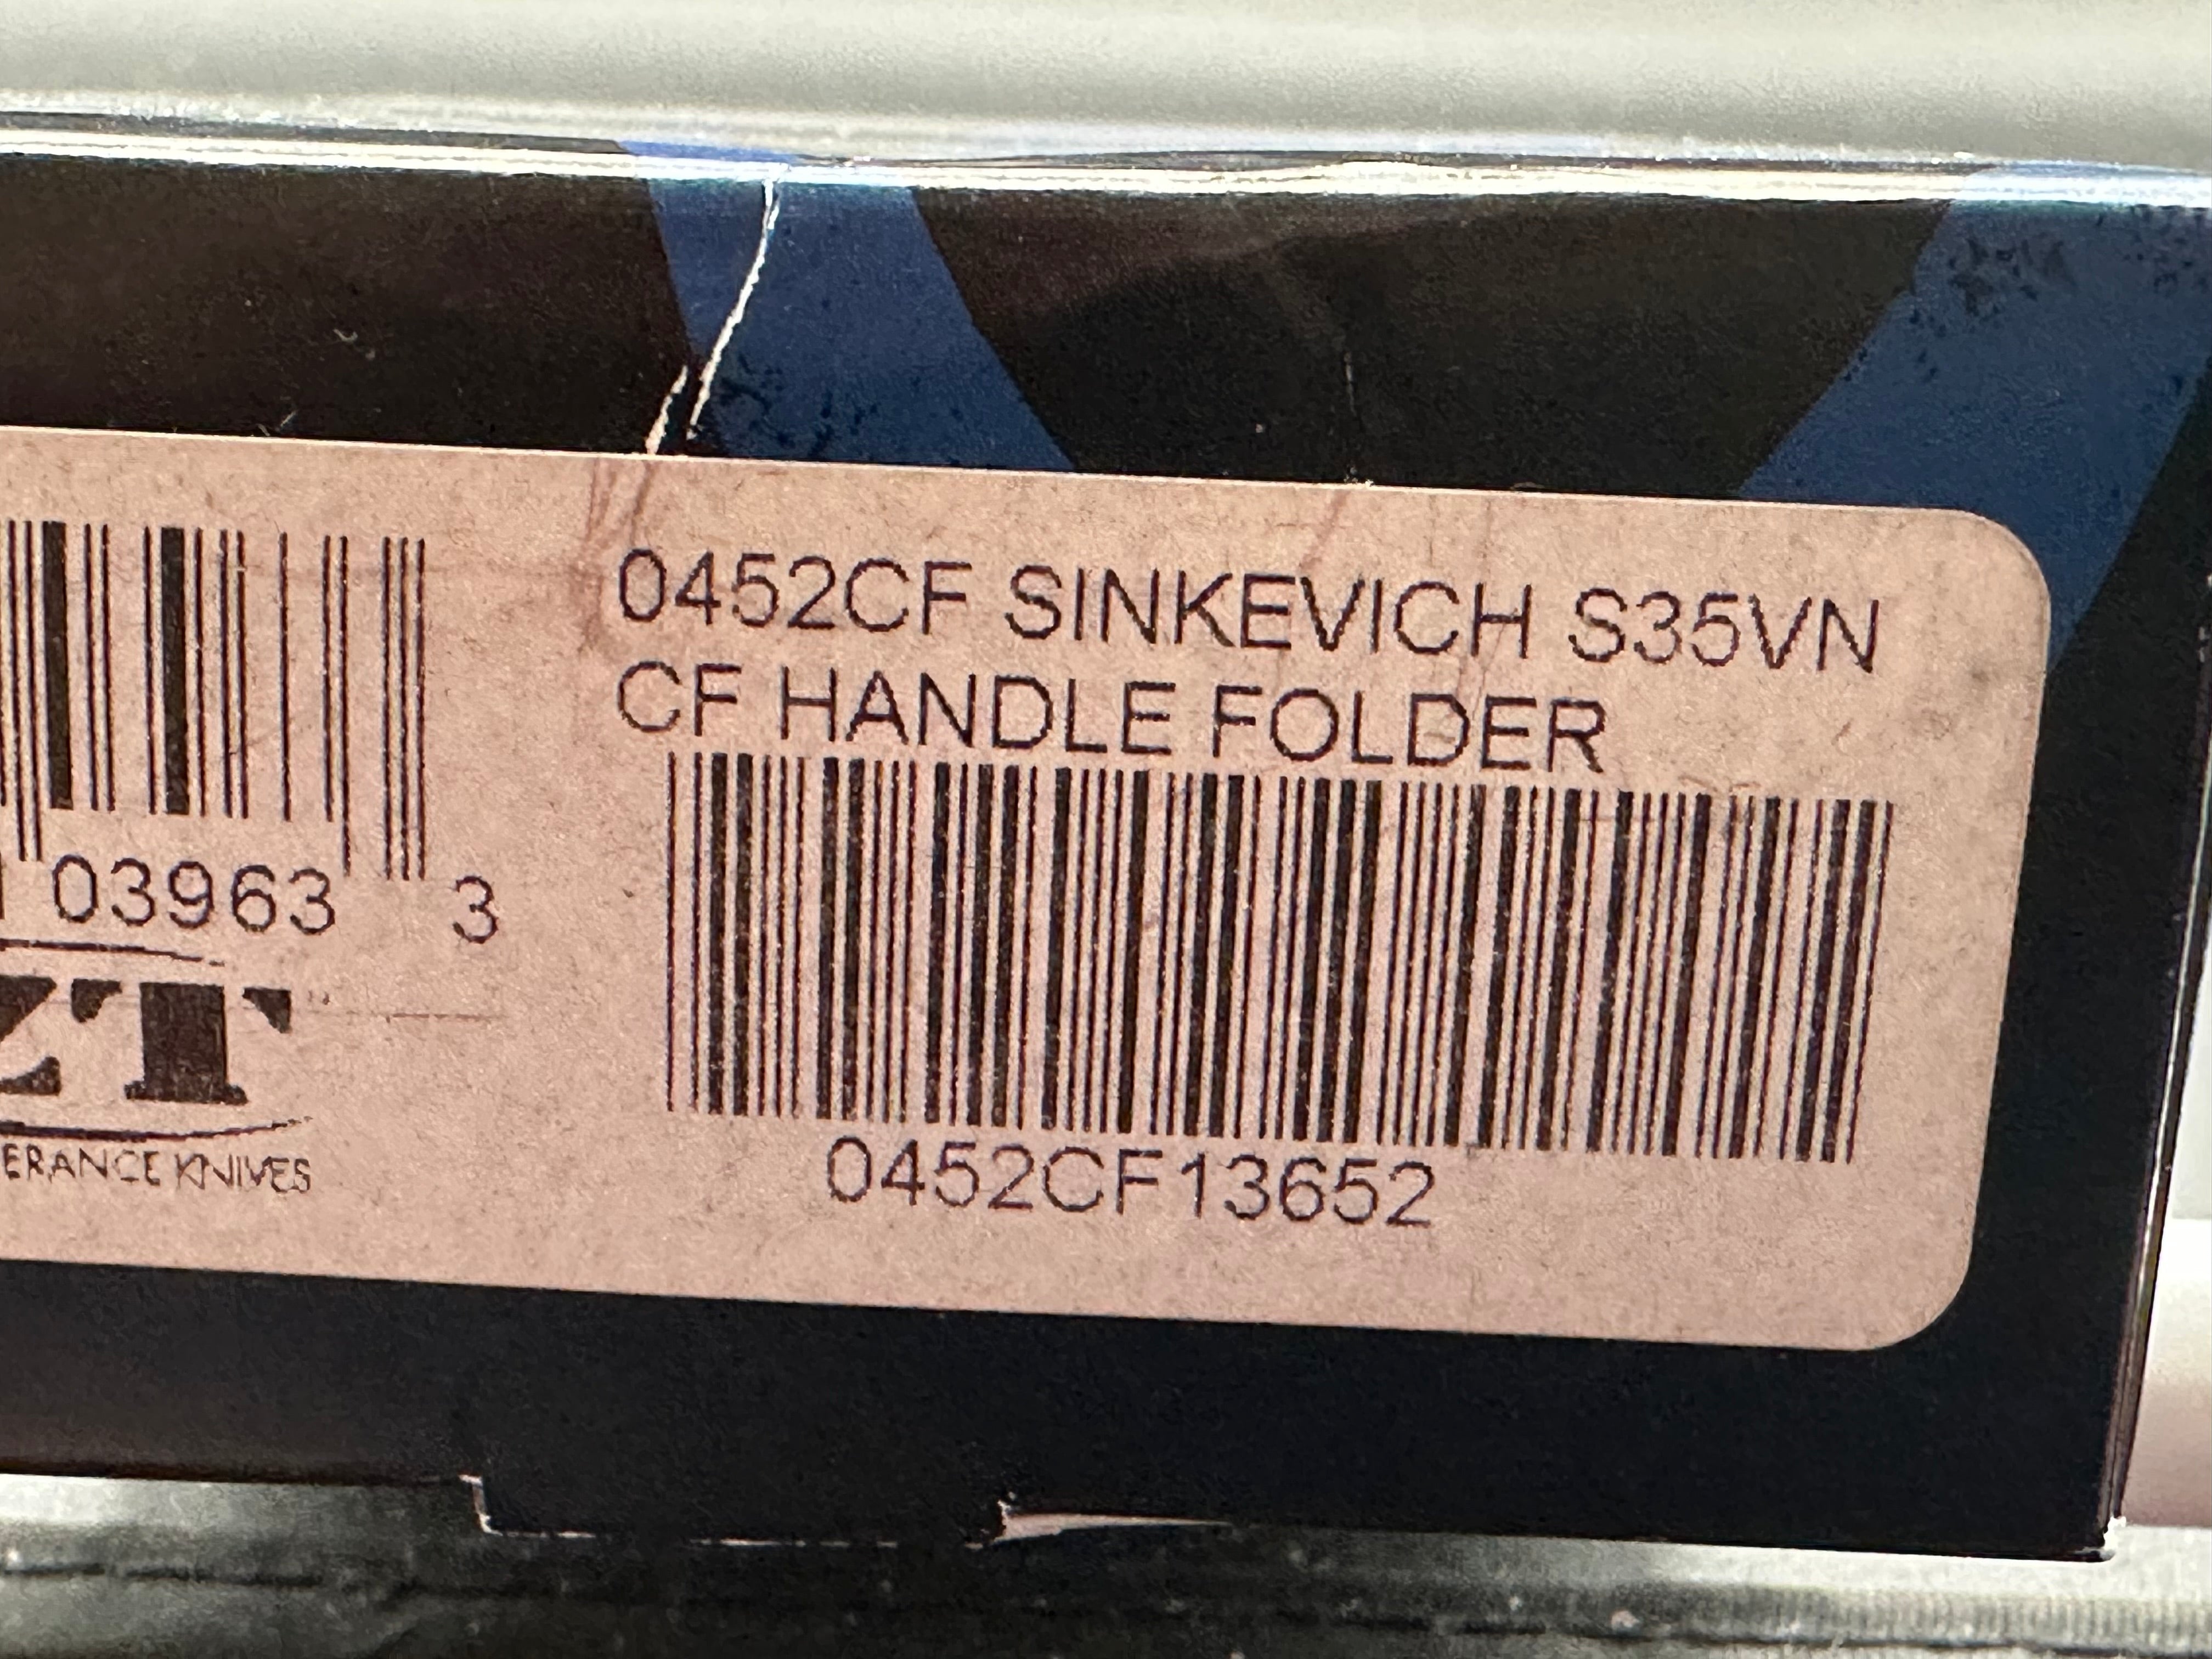 0452CF SINKEVICH S35VN
CF HANDLE FOLDER
03963 3
ZT
ERANCE KNIVES
0452CF13652